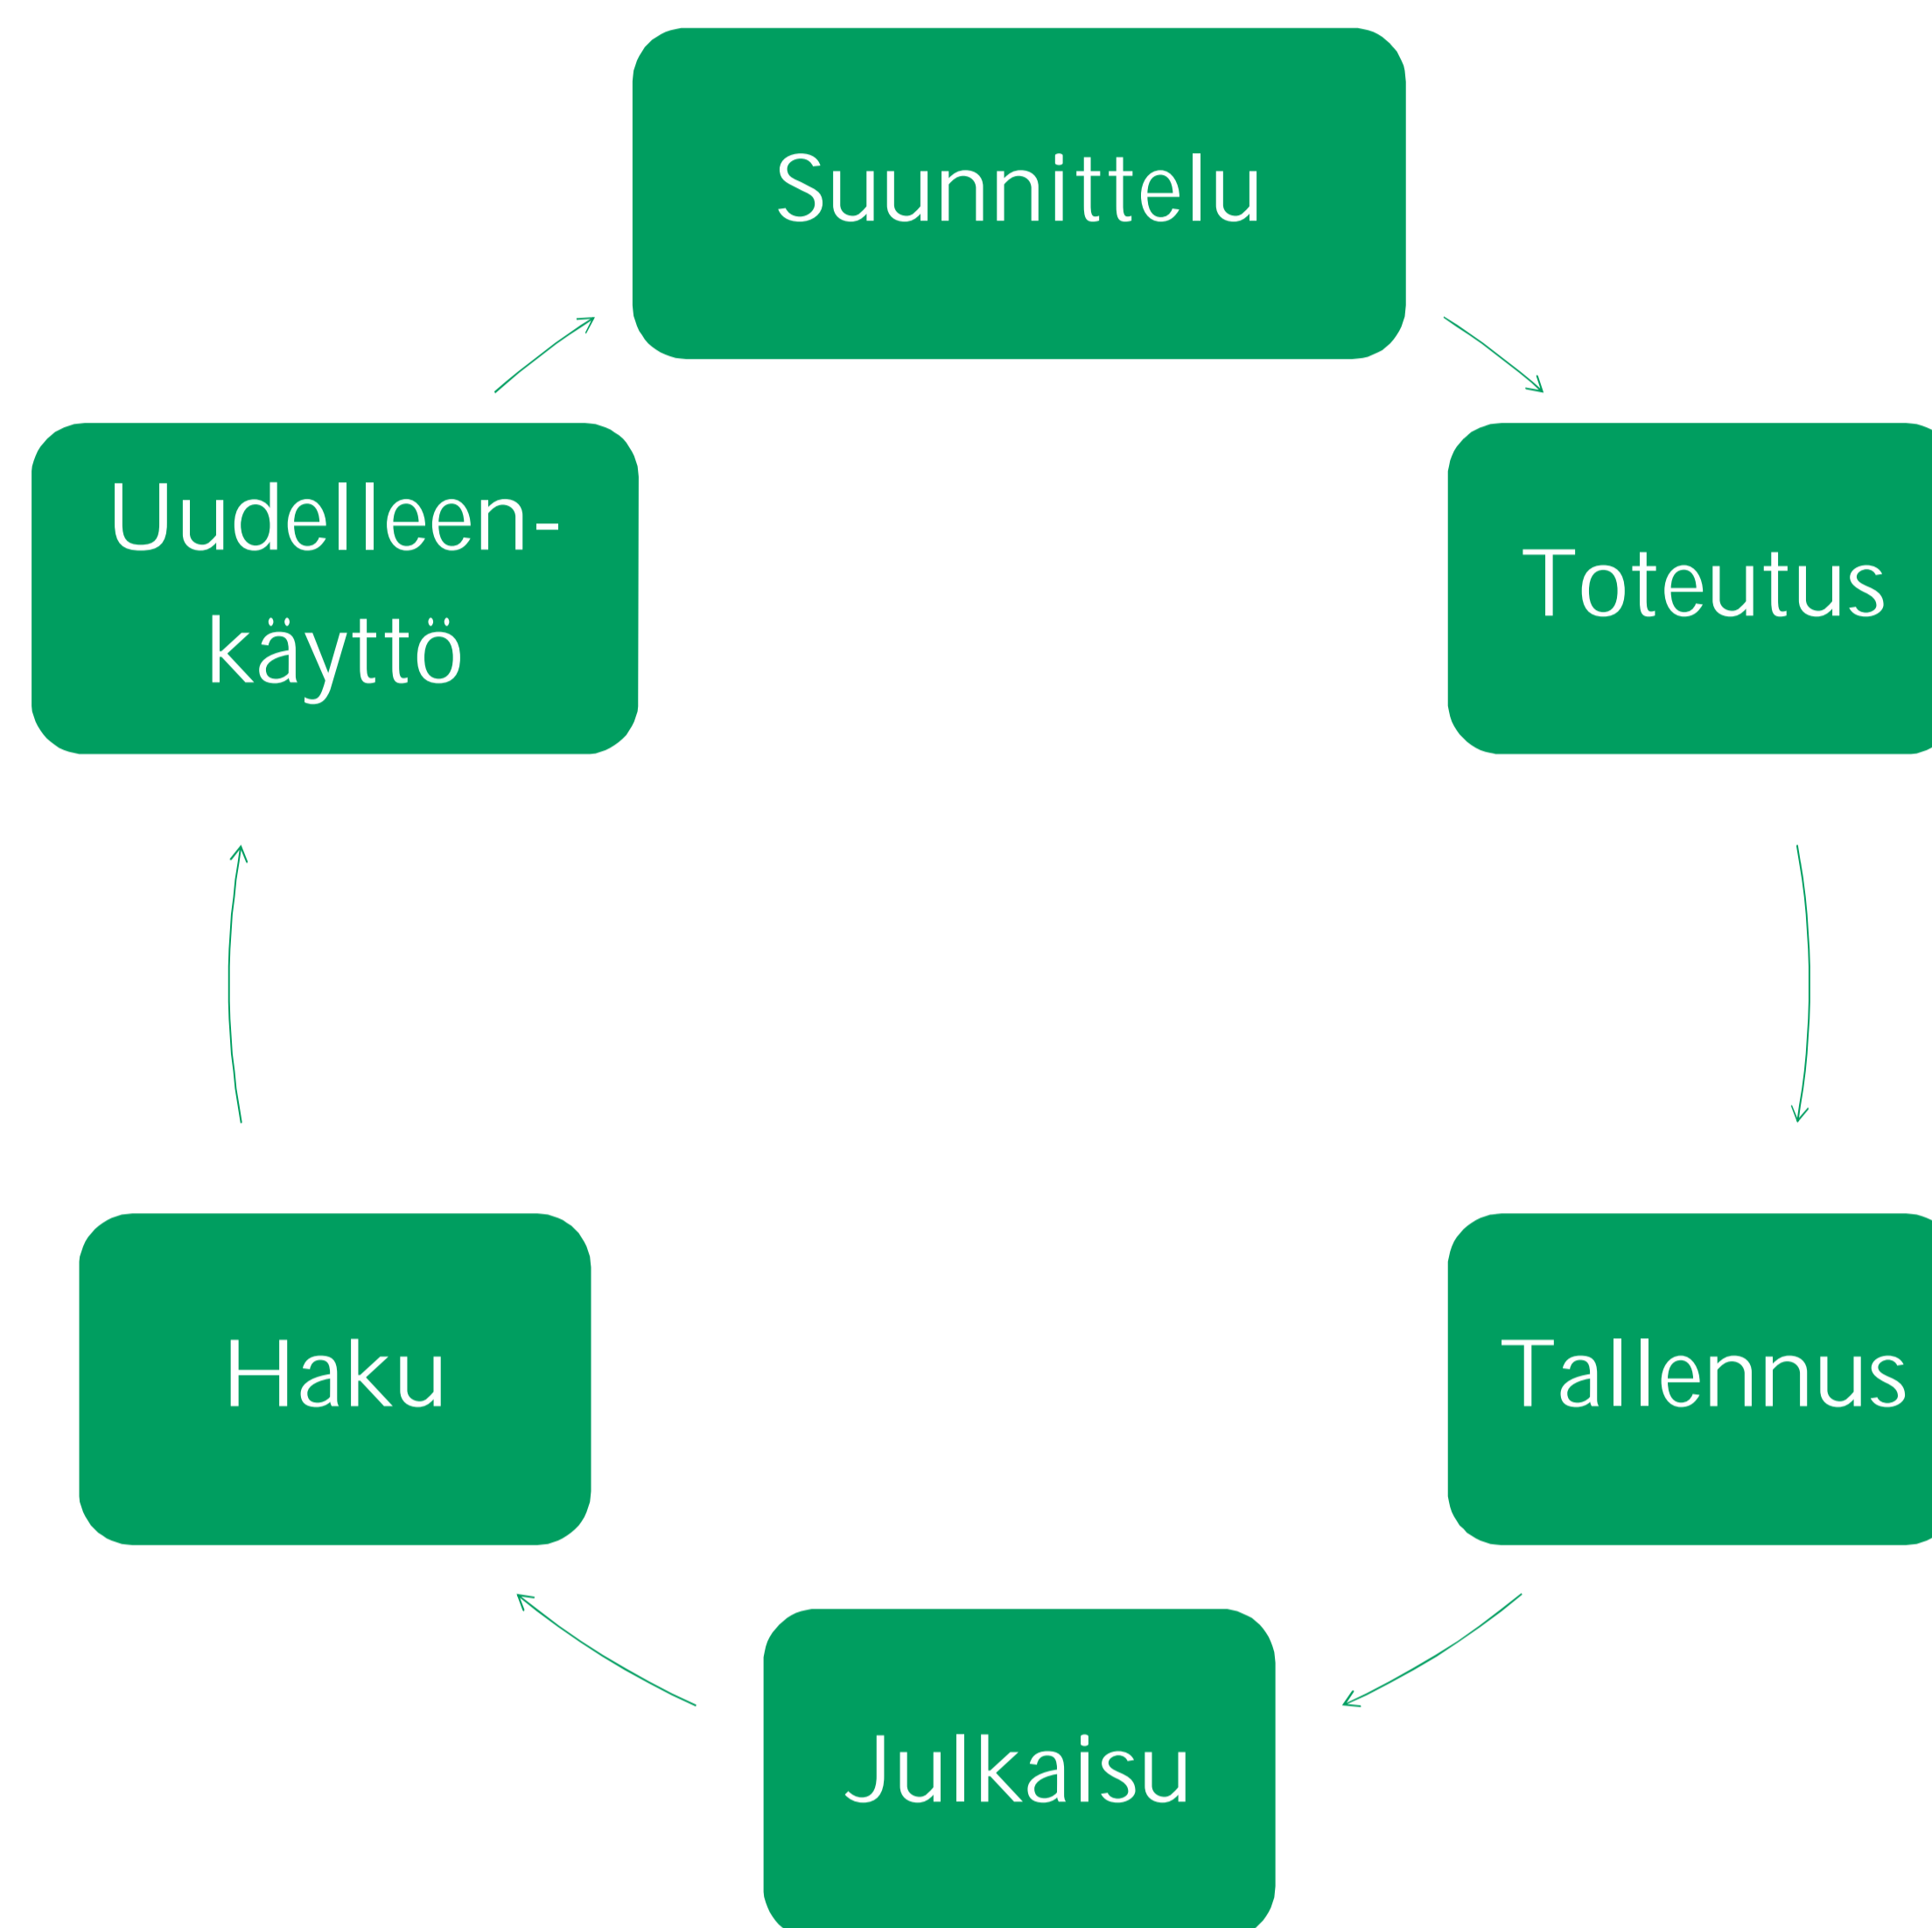 Suunnittelu
Toteutus
Tallennus
Julkaisu
Haku
Uudelleen-
käyttö